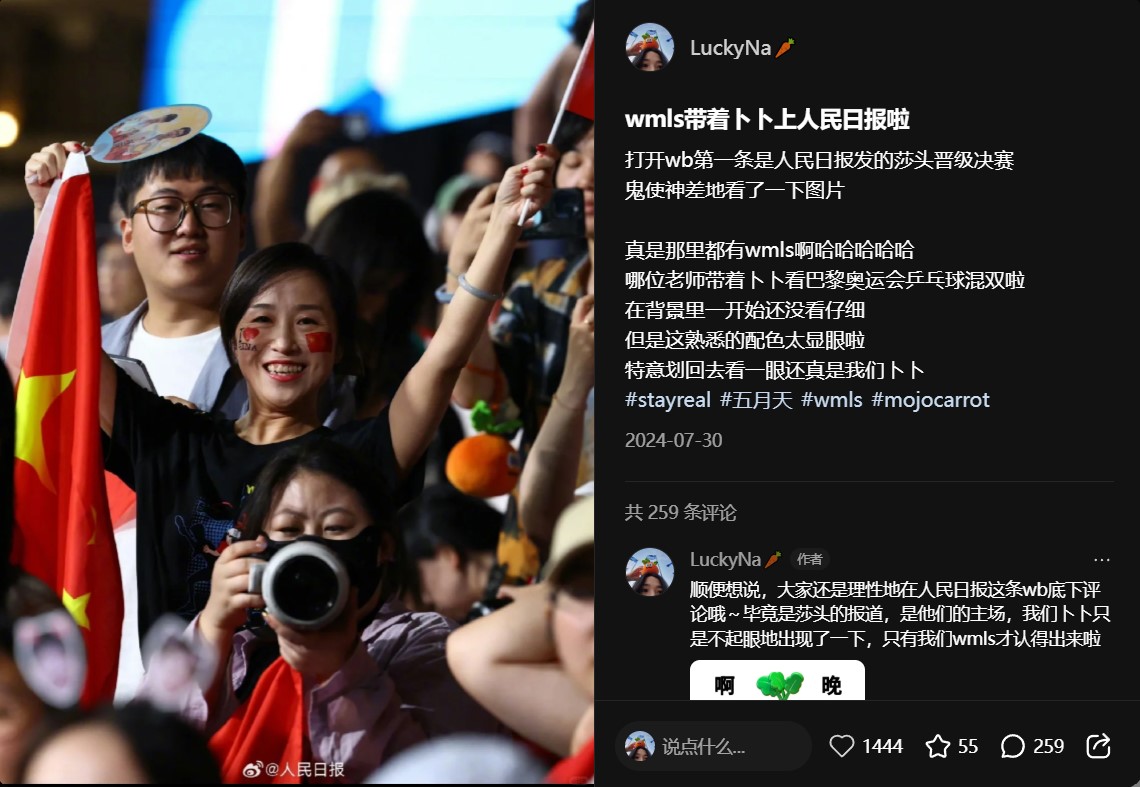 LuckyNa🥕
wmls带着卜卜上人民日报啦
打开wb第一条是人民日报发的莎头晋级决赛
鬼使神差地看了一下图片
真是那里都有wmls啊哈哈哈哈哈
哪位老师带着卜卜看巴黎奥运会乒乓球混双啦
在背景里一开始还没看仔细
但是这熟悉的配色太显眼啦
特意划回去看一眼还真是我们卜卜
#stayreal #五月天 #wmls #mojocarrot
2024-07-30
共 259 条评论
LuckyNa🥕 作者
顺便想说，大家还是理性地在人民日报这条wb底下评
论哦～毕竟是莎头的报道，是他们的主场，我们卜卜只
是不起眼地出现了一下，只有我们wmls才认得出来啦
啊 晚
说点什么... 1444 55 259
@人民日报